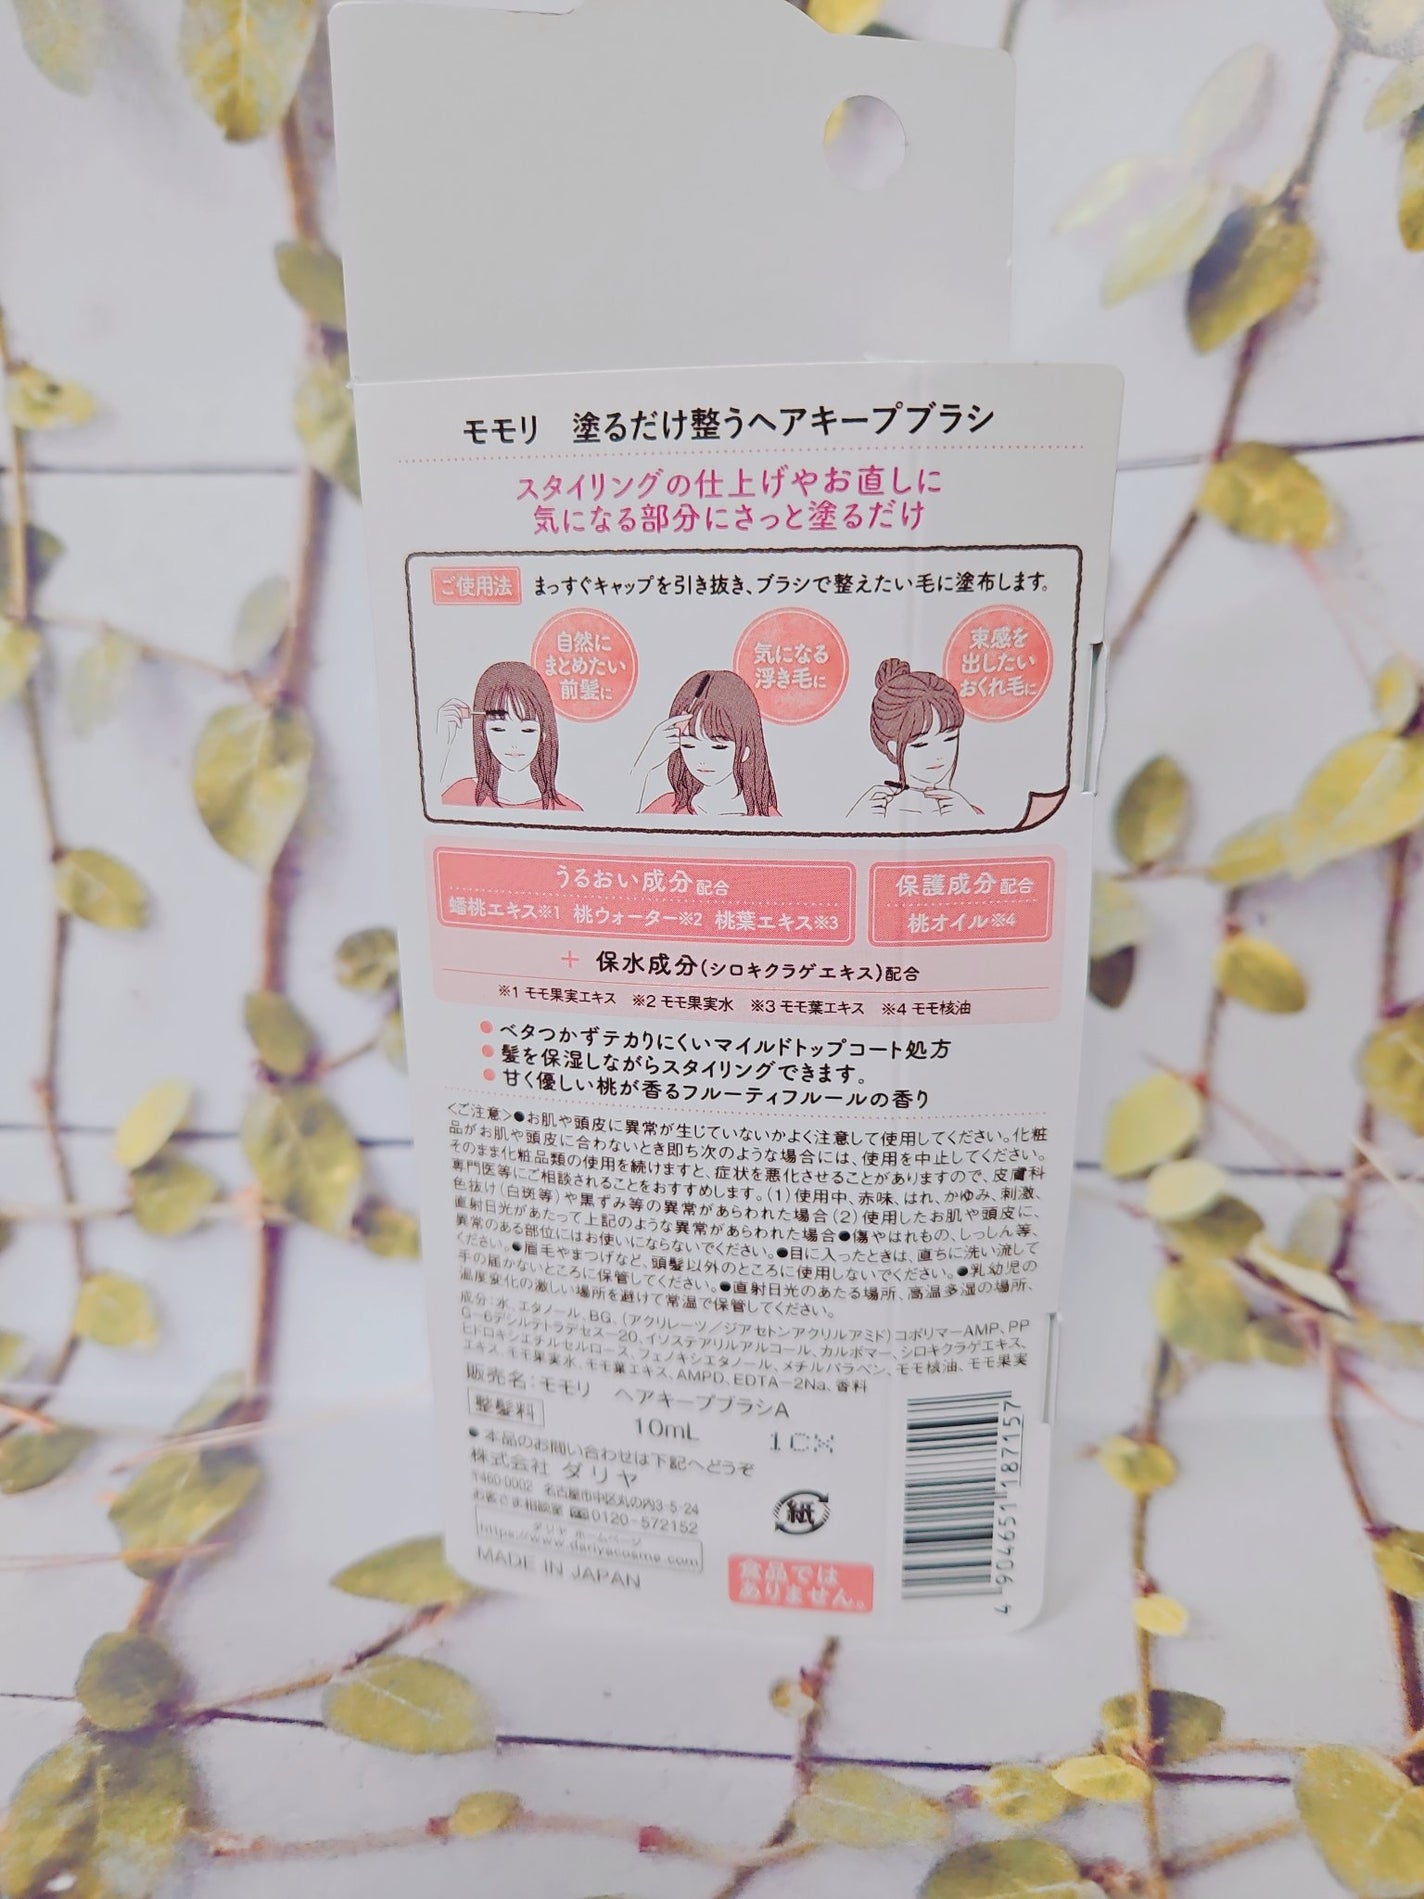 モモリ 塗るだけ整うヘアキープブラシ
スタイリングの仕上げやお直しに
気になる部分にさっと塗るだけ
ご使用法 まっすぐキャップを引き抜き、ブラシで整えたい毛に塗布します。
自然に
まとめたい
前髪に
気になる
浮き毛に
束感を
出したい
おくれ毛に
うるおい成分配合
蟠桃エキス※1 桃ウォーター※2 桃葉エキス※3
保護成分配合
桃オイル※4
+ 保水成分(シロキクラゲエキス)配合
※1 モモ果実エキス ※2 モモ果実水 ※3 モモ葉エキス ※4 モモ核油
●ベタつかずテカりにくいマイルドトップコート処方
●髪を保湿しながらスタイリングできます。
●甘く優しい桃が香るフルーティフルールの香り
<ご注意>●お肌や頭皮に異常が生じていないかよく注意して使用してください。化粧
品がお肌や頭皮に合わないとき即ち次のような場合には、使用を中止してください。
そのまま化粧品類の使用を続けますと、症状を悪化させることがありますので、皮膚科
専門医等にご相談されることをおすすめします。(1)使用中、赤味、はれ、かゆみ、刺激、
色抜け(白斑等)や黒ずみ等の異常があらわれた場合(2)使用したお肌や頭皮に、
直射日光があたって上記のような異常があらわれた場合●傷やはれもの、しっしん等、
異常のある部位にはお使いにならないでください。●目に入ったときは、直ちに洗い流して
ください。●眉毛やまつげなど、頭髪以外のところに使用しないでください。●乳幼児の
手の届かないところに保管してください。●直射日光のあたる場所、高温多湿の場所、
温度変化の激しい場所を避けて常温で保管してください。
成分:水、エタノール、BG、(アクリレーツ/ジアセトンアクリルアミド)コポリマーAMP、PP
G-6デシルテトラデセス-20、イソステアリルアルコール、カルボマー、シロキクラゲエキス、
ヒドロキシエチルセルロース、フェノキシエタノール、メチルパラベン、モモ核油、モモ果実
エキス、モモ果実水、モモ葉エキス、AMPD、EDTA-2Na、香料
販売名:モモリ ヘアキープブラシA
整髪料 10mL 1CX
●本品のお問い合わせは下記へどうぞ
株式会社 ダリヤ
〒460-0002 名古屋市中区丸の内3-5-24
お客さま相談室 0120-572152
ダリヤ ホームページ
https://www.dariyacosme.com
MADE IN JAPAN
紙
食品では
ありません。
4 904651 187157